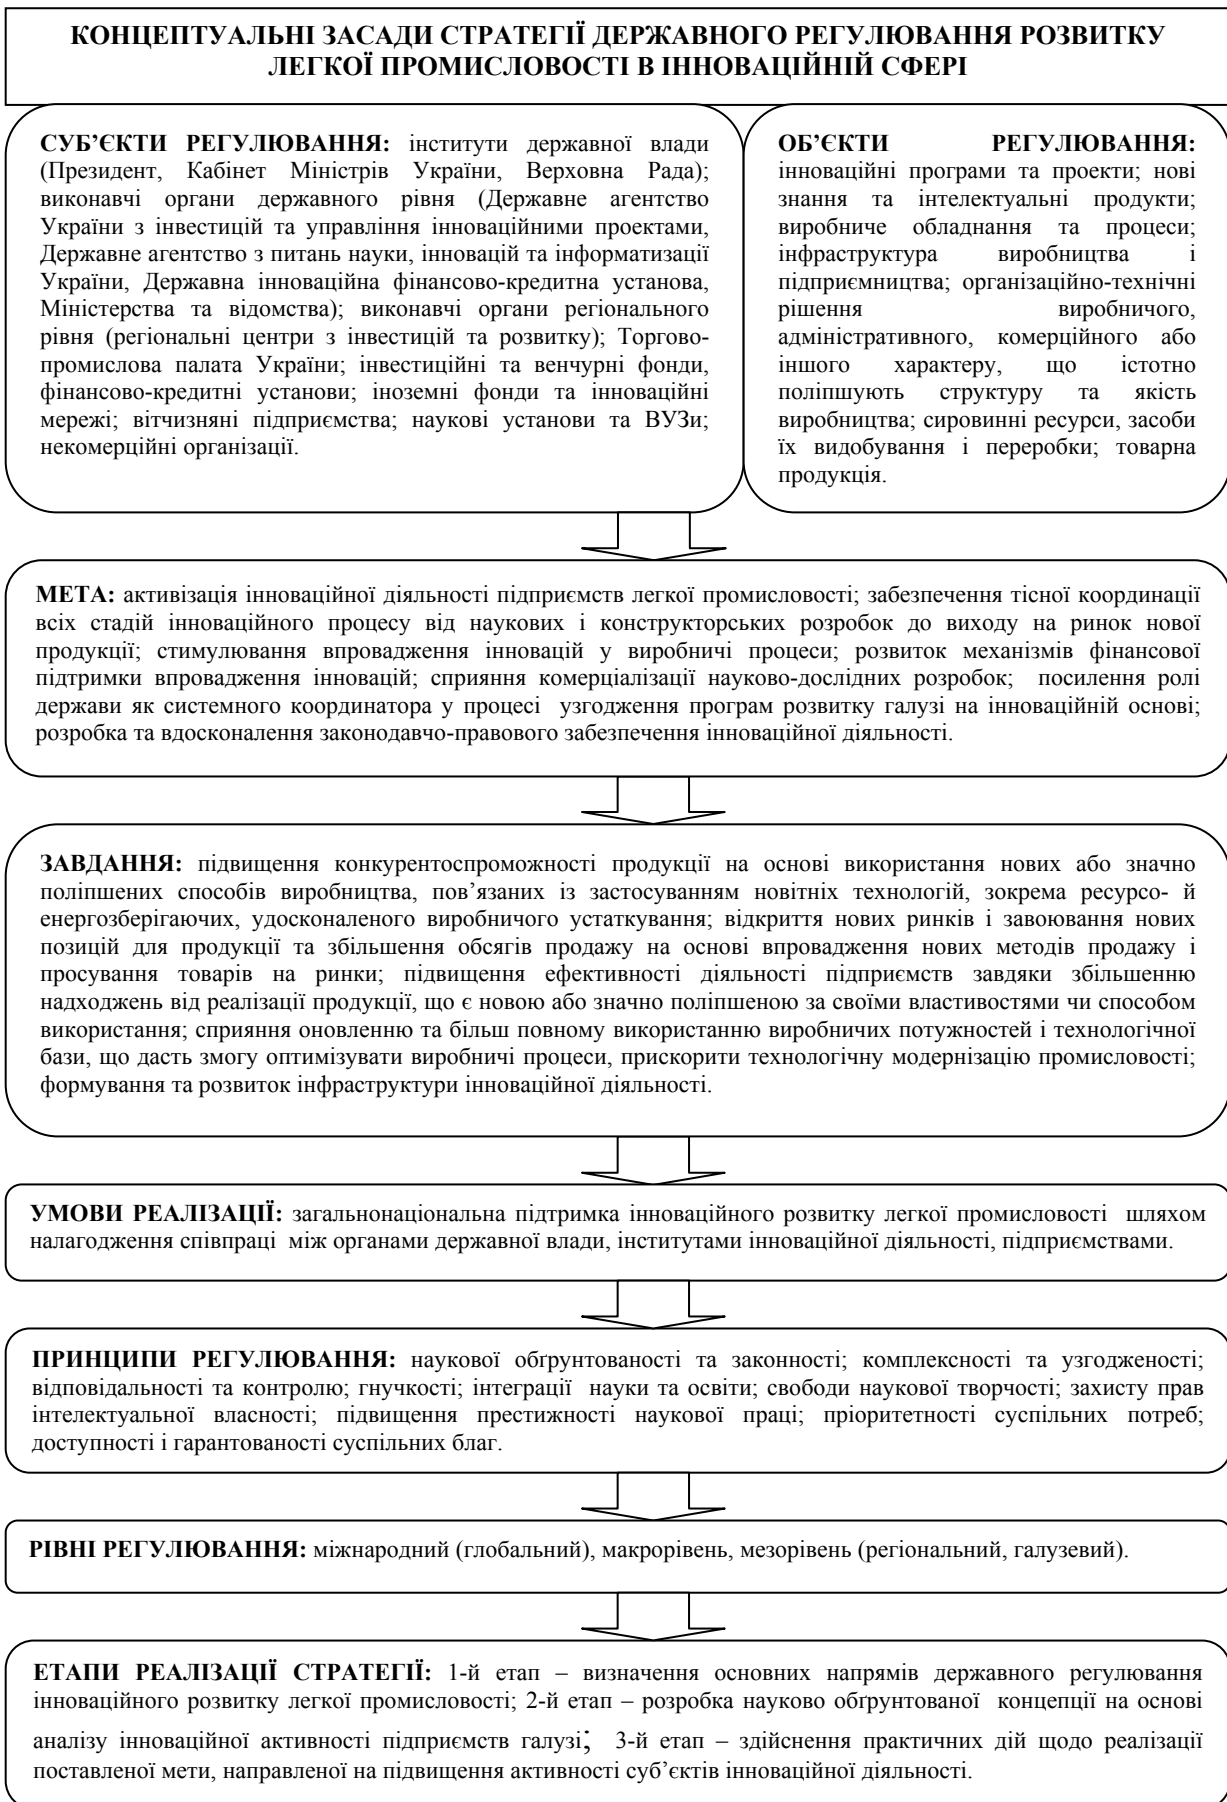 КОНЦЕПТУАЛЬНІ ЗАСАДИ СТРАТЕГІЇ ДЕРЖАВНОГО РЕГУЛЮВАННЯ РОЗВИТКУ
ЛЕГКОЇ ПРОМИСЛОВОСТІ В ІННОВАЦІЙНІЙ СФЕРІ
СУБ’ЄКТИ РЕГУЛЮВАННЯ: інститути державної влади
(Президент, Кабінет Міністрів України, Верховна Рада);
виконавчі органи державного рівня (Державне агентство
України з інвестицій та управління інноваційними проектами,
Державне агентство з питань науки, інновацій та інформатизації
України, Державна інноваційна фінансово-кредитна установа,
Міністерства та відомства); виконавчі органи регіонального
рівня (регіональні центри з інвестицій та розвитку); Торгово-
промислова палата України; інвестиційні та венчурні фонди,
фінансово-кредитні установи; іноземні фонди та інноваційні
мережі; вітчизняні підприємства; наукові установи та ВУЗи;
некомерційні організації.
ОБ’ЄКТИ РЕГУЛЮВАННЯ:
інноваційні програми та проекти; нові
знання та інтелектуальні продукти;
виробниче обладнання та процеси;
інфраструктура виробництва і
підприємництва; організаційно-технічні
рішення виробничого,
адміністративного, комерційного або
іншого характеру, що істотно
поліпшують структуру та якість
виробництва; сировинні ресурси, засоби
їх видобування і переробки; товарна
продукція.
МЕТА: активізація інноваційної діяльності підприємств легкої промисловості; забезпечення тісної координації
всіх стадій інноваційного процесу від наукових і конструкторських розробок до виходу на ринок нової
продукції; стимулювання впровадження інновацій у виробничі процеси; розвиток механізмів фінансової
підтримки впровадження інновацій; сприяння комерціалізації науково-дослідних розробок; посилення ролі
держави як системного координатора у процесі узгодження програм розвитку галузі на інноваційній основі;
розробка та вдосконалення законодавчо-правового забезпечення інноваційної діяльності.
ЗАВДАННЯ: підвищення конкурентоспроможності продукції на основі використання нових або значно
поліпшених способів виробництва, пов’язаних із застосуванням новітніх технологій, зокрема ресурсо- й
енергозберігаючих, удосконаленого виробничого устаткування; відкриття нових ринків і завоювання нових
позицій для продукції та збільшення обсягів продажу на основі впровадження нових методів продажу і
просування товарів на ринки; підвищення ефективності діяльності підприємств завдяки збільшенню
надходжень від реалізації продукції, що є новою або значно поліпшеною за своїми властивостями чи способом
використання; сприяння оновленню та більш повному використанню виробничих потужностей і технологічної
бази, що дасть змогу оптимізувати виробничі процеси, прискорити технологічну модернізацію промисловості;
формування та розвиток інфраструктури інноваційної діяльності.
УМОВИ РЕАЛІЗАЦІЇ: загальнонаціональна підтримка інноваційного розвитку легкої промисловості шляхом
налагодження співпраці між органами державної влади, інститутами інноваційної діяльності, підприємствами.
ПРИНЦИПИ РЕГУЛЮВАННЯ: наукової обґрунтованості та законності; комплексності та узгодженості;
відповідальності та контролю; гнучкості; інтеграції науки та освіти; свободи наукової творчості; захисту прав
інтелектуальної власності; підвищення престижності наукової праці; пріоритетності суспільних потреб;
доступності і гарантованості суспільних благ.
РІВНІ РЕГУЛЮВАННЯ: міжнародний (глобальний), макрорівень, мезорівень (регіональний, галузевий).
ЕТАПИ РЕАЛІЗАЦІЇ СТРАТЕГІЇ: 1-й етап – визначення основних напрямів державного регулювання
інноваційного розвитку легкої промисловості; 2-й етап – розробка науково обґрунтованої концепції на основі
аналізу інноваційної активності підприємств галузі; 3-й етап – здійснення практичних дій щодо реалізації
поставленої мети, направленої на підвищення активності суб’єктів інноваційної діяльності.